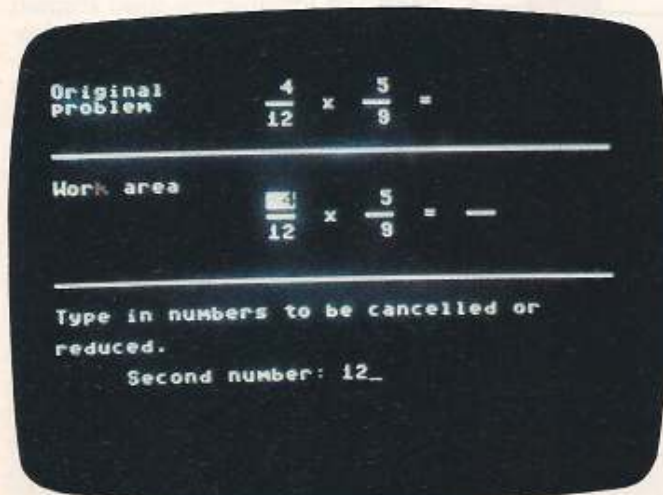 Original
problem
4 5
— x — =
12 9
Work area
4 5
— x — = —
12 9
Type in numbers to be cancelled or
reduced.
Second number: 12_